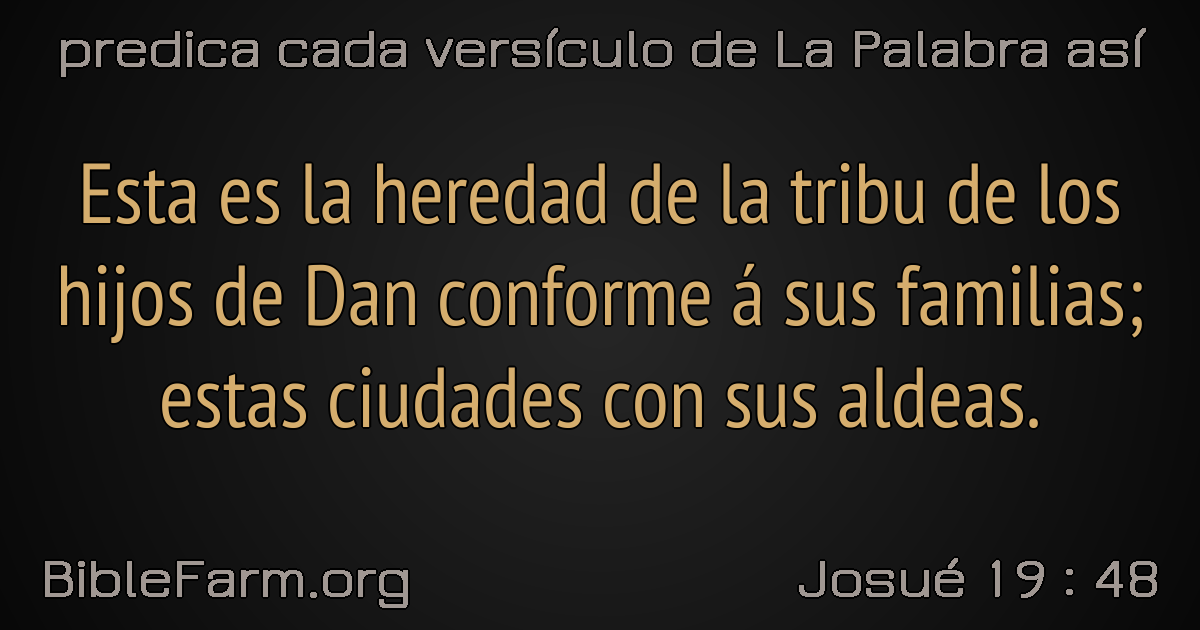 predica cada versículo de La Palabra así
Esta es la heredad de la tribu de los
hijos de Dan conforme á sus familias;
estas ciudades con sus aldeas.
BibleFarm.org
Josué 19 : 48